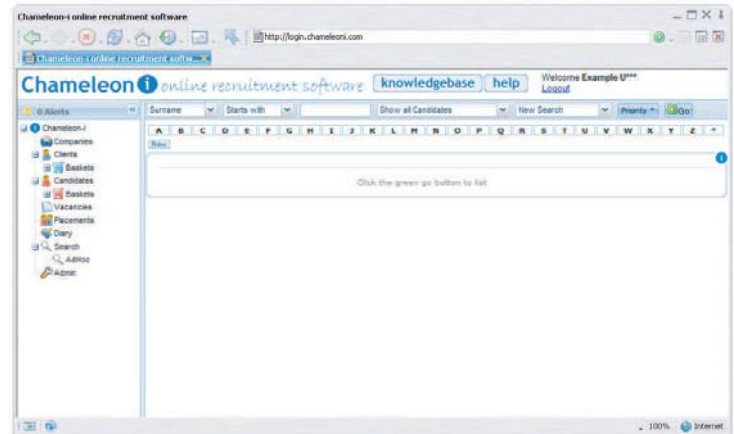 Chameleon-i online recruitment software
http://login.chameleoni.com
Chameleon-i online recruitment softw...
Chameleon i online recruitment software knowledgebase help Welcome Example U***
Logout
0 Alerts Surname Starts with Show all Candidates New Search Priority Go
A B C D E F G H I J K L M N O P Q R S T U V W X Y Z *
New
Click the green go button to list
Chameleon-i
Companies
Clients
Baskets
Candidates
Baskets
Vacancies
Placements
Diary
Search
AdHoc
Admin
100% Internet